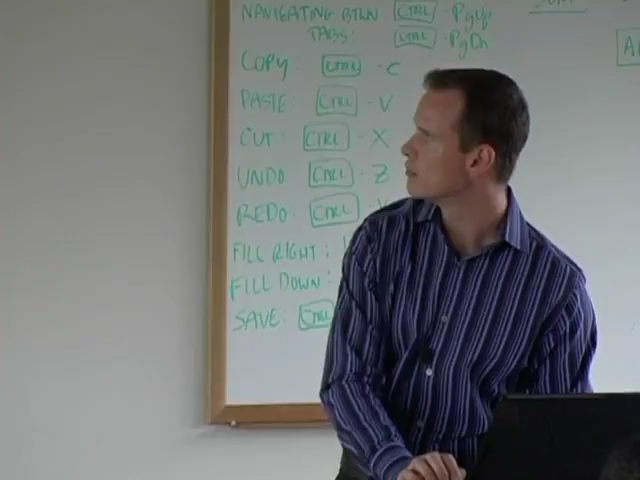 NAVIGATING BTWN CTRL - PgUp
TABS: CTRL - PgDn
COPY: CTRL - C
PASTE: CTRL - V
CUT: CTRL - X
UNDO CTRL - Z
REDO: CTRL - Y
FILL RIGHT:
FILL DOWN:
SAVE: CTRL